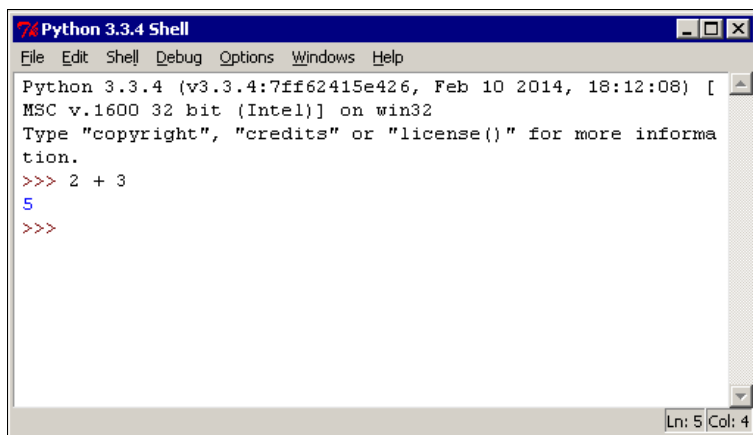 Python 3.3.4 Shell
File Edit Shell Debug Options Windows Help
Python 3.3.4 (v3.3.4:7ff62415e426, Feb 10 2014, 18:12:08) [
MSC v.1600 32 bit (Intel)] on win32
Type "copyright", "credits" or "license()" for more informa
tion.
>>> 2 + 3
5
>>>
Ln: 5 Col: 4